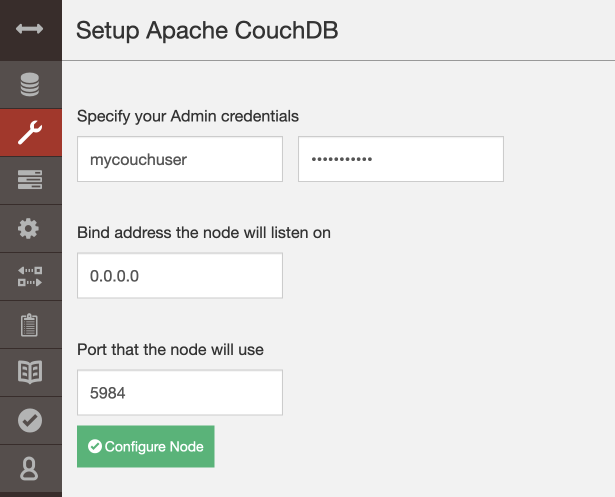 Setup Apache CouchDB
Specify your Admin credentials
mycouchuser •••••••••••
Bind address the node will listen on
0.0.0.0
Port that the node will use
5984
Configure Node